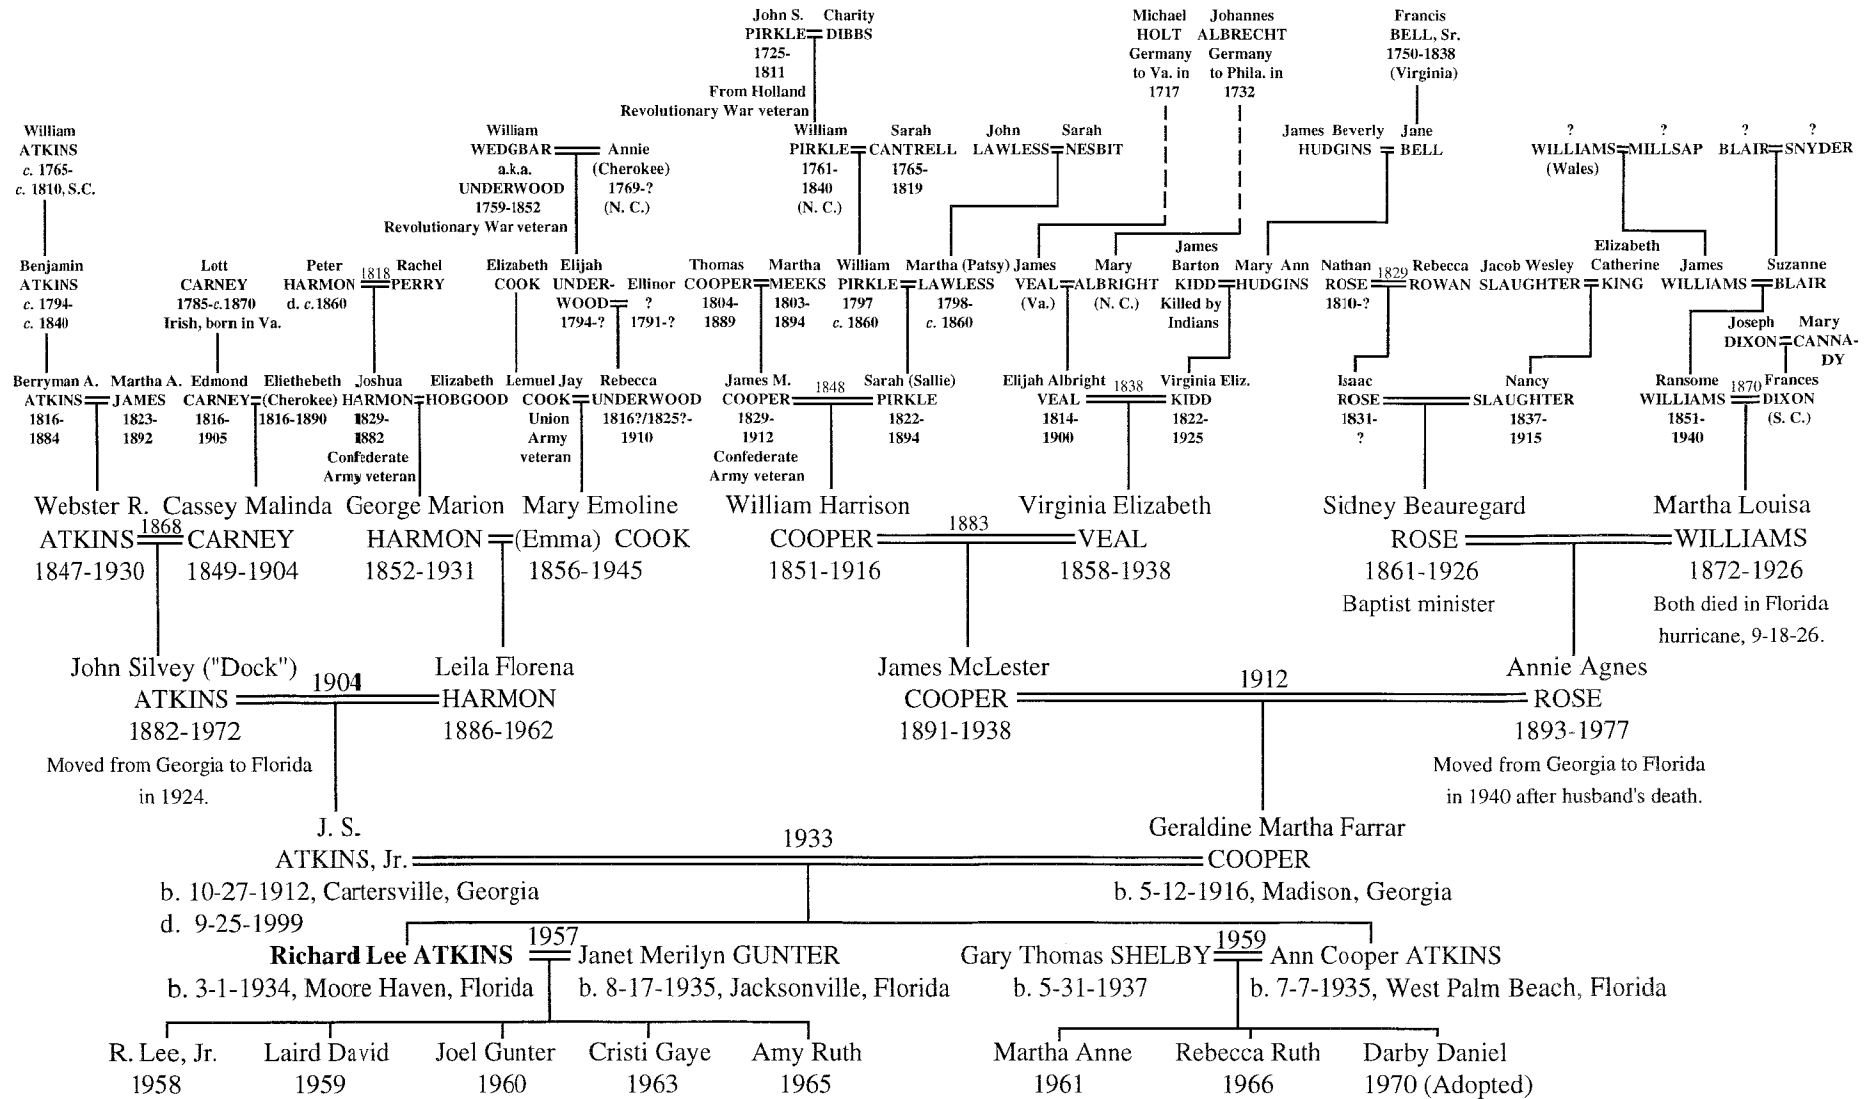 John S. Charity
PIRKLE DIBBS
1725-
1811
From Holland
Revolutionary War veteran
Michael
HOLT
Germany
to Va. in
1717
Johannes
ALBRECHT
Germany
to Phila. in
1732
Francis
BELL, Sr.
1750-1838
(Virginia)
William
ATKINS
c. 1765-
c. 1810, S.C.
William
WEDGBAR
a.k.a.
UNDERWOOD
1759-1852
Revolutionary War veteran
Annie
(Cherokee)
1769-?
(N. C.)
William
PIRKLE
1761-
1840
(N. C.)
Sarah
CANTRELL
1765-
1819
John
LAWLESS
Sarah
NESBIT
James Beverly
HUDGINS
Jane
BELL
?
WILLIAMS
(Wales)
?
MILLSAP
?
BLAIR
?
SNYDER
Benjamin
ATKINS
c. 1794-
c. 1840
Lott
CARNEY
1785-c.1870
Irish, born in Va.
Peter
HARMON
d. c.1860
1818
Rachel
PERRY
Elizabeth
COOK
Elijah
UNDER-
WOOD
1794-?
Ellinor
?
1791-?
Thomas
COOPER
1804-
1889
Martha
MEEKS
1803-
1894
William
PIRKLE
1797
c. 1860
Martha (Patsy)
LAWLESS
1798-
c. 1860
James
VEAL
(Va.)
Mary
ALBRIGHT
(N. C.)
James
Barton
KIDD
Killed by
Indians
Mary Ann
HUDGINS
Nathan
ROSE
1810-?
1829
Rebecca
ROWAN
Jacob Wesley
SLAUGHTER
Elizabeth
Catherine
KING
James
WILLIAMS
Suzanne
BLAIR
Joseph
DIXON
Mary
CANNA-
DY
Berryman A.
ATKINS
1816-
1884
Martha A.
JAMES
1823-
1892
Edmond
CARNEY
1816-
1905
Eliethebeth
(Cherokee)
1816-1890
Joshua
HARMON
1829-
1882
Confederate
Army veteran
Elizabeth
HOBGOOD
Lemuel Jay
COOK
Union
Army
veteran
Rebecca
UNDERWOOD
1816?/1825?-
1910
James M.
COOPER
1829-
1912
Confederate
Army veteran
1848
Sarah (Sallie)
PIRKLE
1822-
1894
Elijah Albright
VEAL
1814-
1900
1838
Virginia Eliz.
KIDD
1822-
1925
Isaac
ROSE
1831-
?
Nancy
SLAUGHTER
1837-
1915
Ransome
WILLIAMS
1851-
1940
1870
Frances
DIXON
(S. C.)
Webster R.
ATKINS
1847-1930
1868
Cassey Malinda
CARNEY
1849-1904
George Marion
HARMON
1852-1931
Mary Emoline
(Emma) COOK
1856-1945
William Harrison
COOPER
1851-1916
1883
Virginia Elizabeth
VEAL
1858-1938
Sidney Beauregard
ROSE
1861-1926
Baptist minister
Martha Louisa
WILLIAMS
1872-1926
Both died in Florida
hurricane, 9-18-26.
John Silvey ("Dock")
ATKINS
1882-1972
Moved from Georgia to Florida
in 1924.
1904
Leila Florena
HARMON
1886-1962
James McLester
COOPER
1891-1938
1912
Annie Agnes
ROSE
1893-1977
Moved from Georgia to Florida
in 1940 after husband's death.
J. S.
ATKINS, Jr.
b. 10-27-1912, Cartersville, Georgia
d. 9-25-1999
1933
Geraldine Martha Farrar
COOPER
b. 5-12-1916, Madison, Georgia
Richard Lee ATKINS
b. 3-1-1934, Moore Haven, Florida
1957
Janet Merilyn GUNTER
b. 8-17-1935, Jacksonville, Florida
Gary Thomas SHELBY
b. 5-31-1937
1959
Ann Cooper ATKINS
b. 7-7-1935, West Palm Beach, Florida
R. Lee, Jr.
1958
Laird David
1959
Joel Gunter
1960
Cristi Gaye
1963
Amy Ruth
1965
Martha Anne
1961
Rebecca Ruth
1966
Darby Daniel
1970 (Adopted)